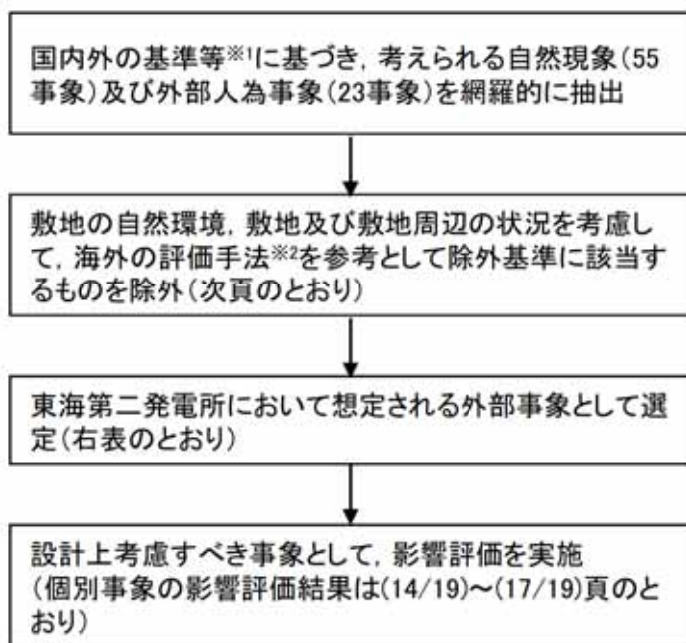 国内外の基準等※1に基づき，考えられる自然現象（55
事象）及び外部人為事象（23事象）を網羅的に抽出
敷地の自然環境，敷地及び敷地周辺の状況を考慮し
て，海外の評価手法※2を参考として除外基準に該当す
るものを除外（次頁のとおり）
東海第二発電所において想定される外部事象として選
定（右表のとおり）
設計上考慮すべき事象として，影響評価を実施
（個別事象の影響評価結果は(14/19)～(17/19)頁のと
おり）